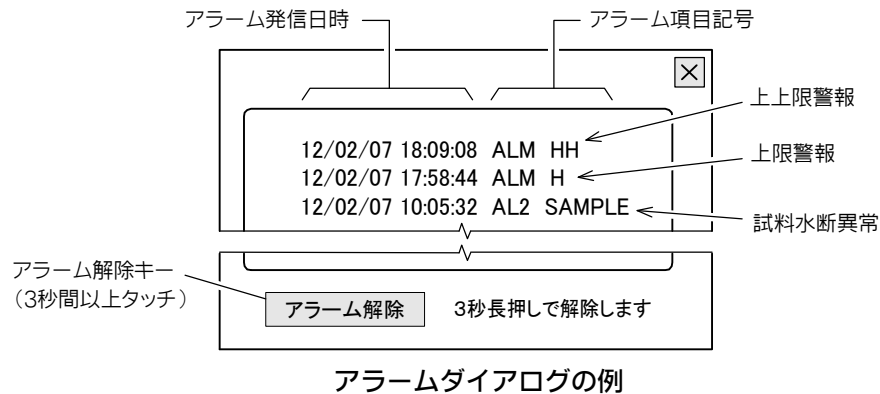 アラーム発信日時
アラーム項目記号
×
上上限警報
12/02/07 18:09:08 ALM HH
上限警報
12/02/07 17:58:44 ALM H
12/02/07 10:05:32 AL2 SAMPLE
試料水断異常
アラーム解除キー
（3秒間以上タッチ）
アラーム解除 3秒長押しで解除します
アラームダイアログの例